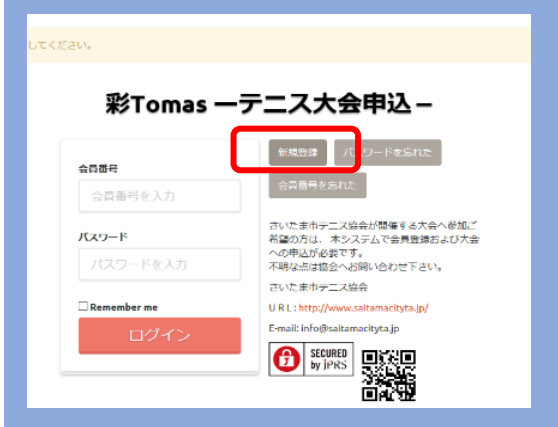 してください。
彩Tomas ーテニス大会申込 –
会員番号
会員番号を入力
パスワード
パスワードを入力
Remember me
ログイン
新規登録
パスワードを忘れた
会員番号を忘れた
さいたま市テニス協会が開催する大会へ参加ご
希望の方は、 本システムで会員登録および大会
への申込が必要です。
不明な点は協会へお問い合わせ下さい。
さいたま市テニス協会
U R L : http://www.saitamacityta.jp/
E-mail: info@saitamacityta.jp
SECURED
by JPRS